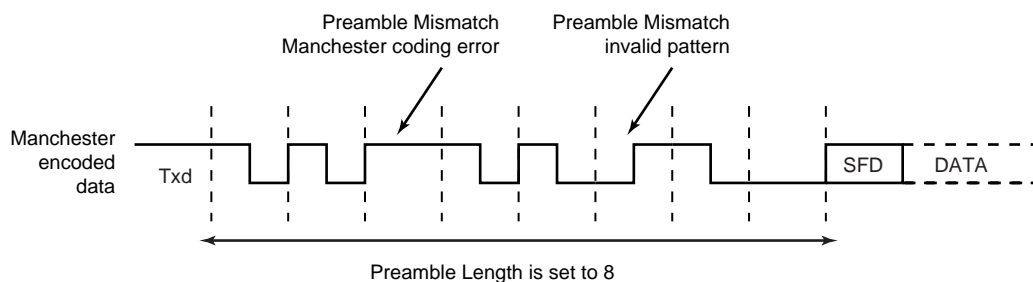 Preamble Mismatch
Manchester coding error
Preamble Mismatch
invalid pattern
Manchester
encoded
data
Txd
SFD
DATA
Preamble Length is set to 8